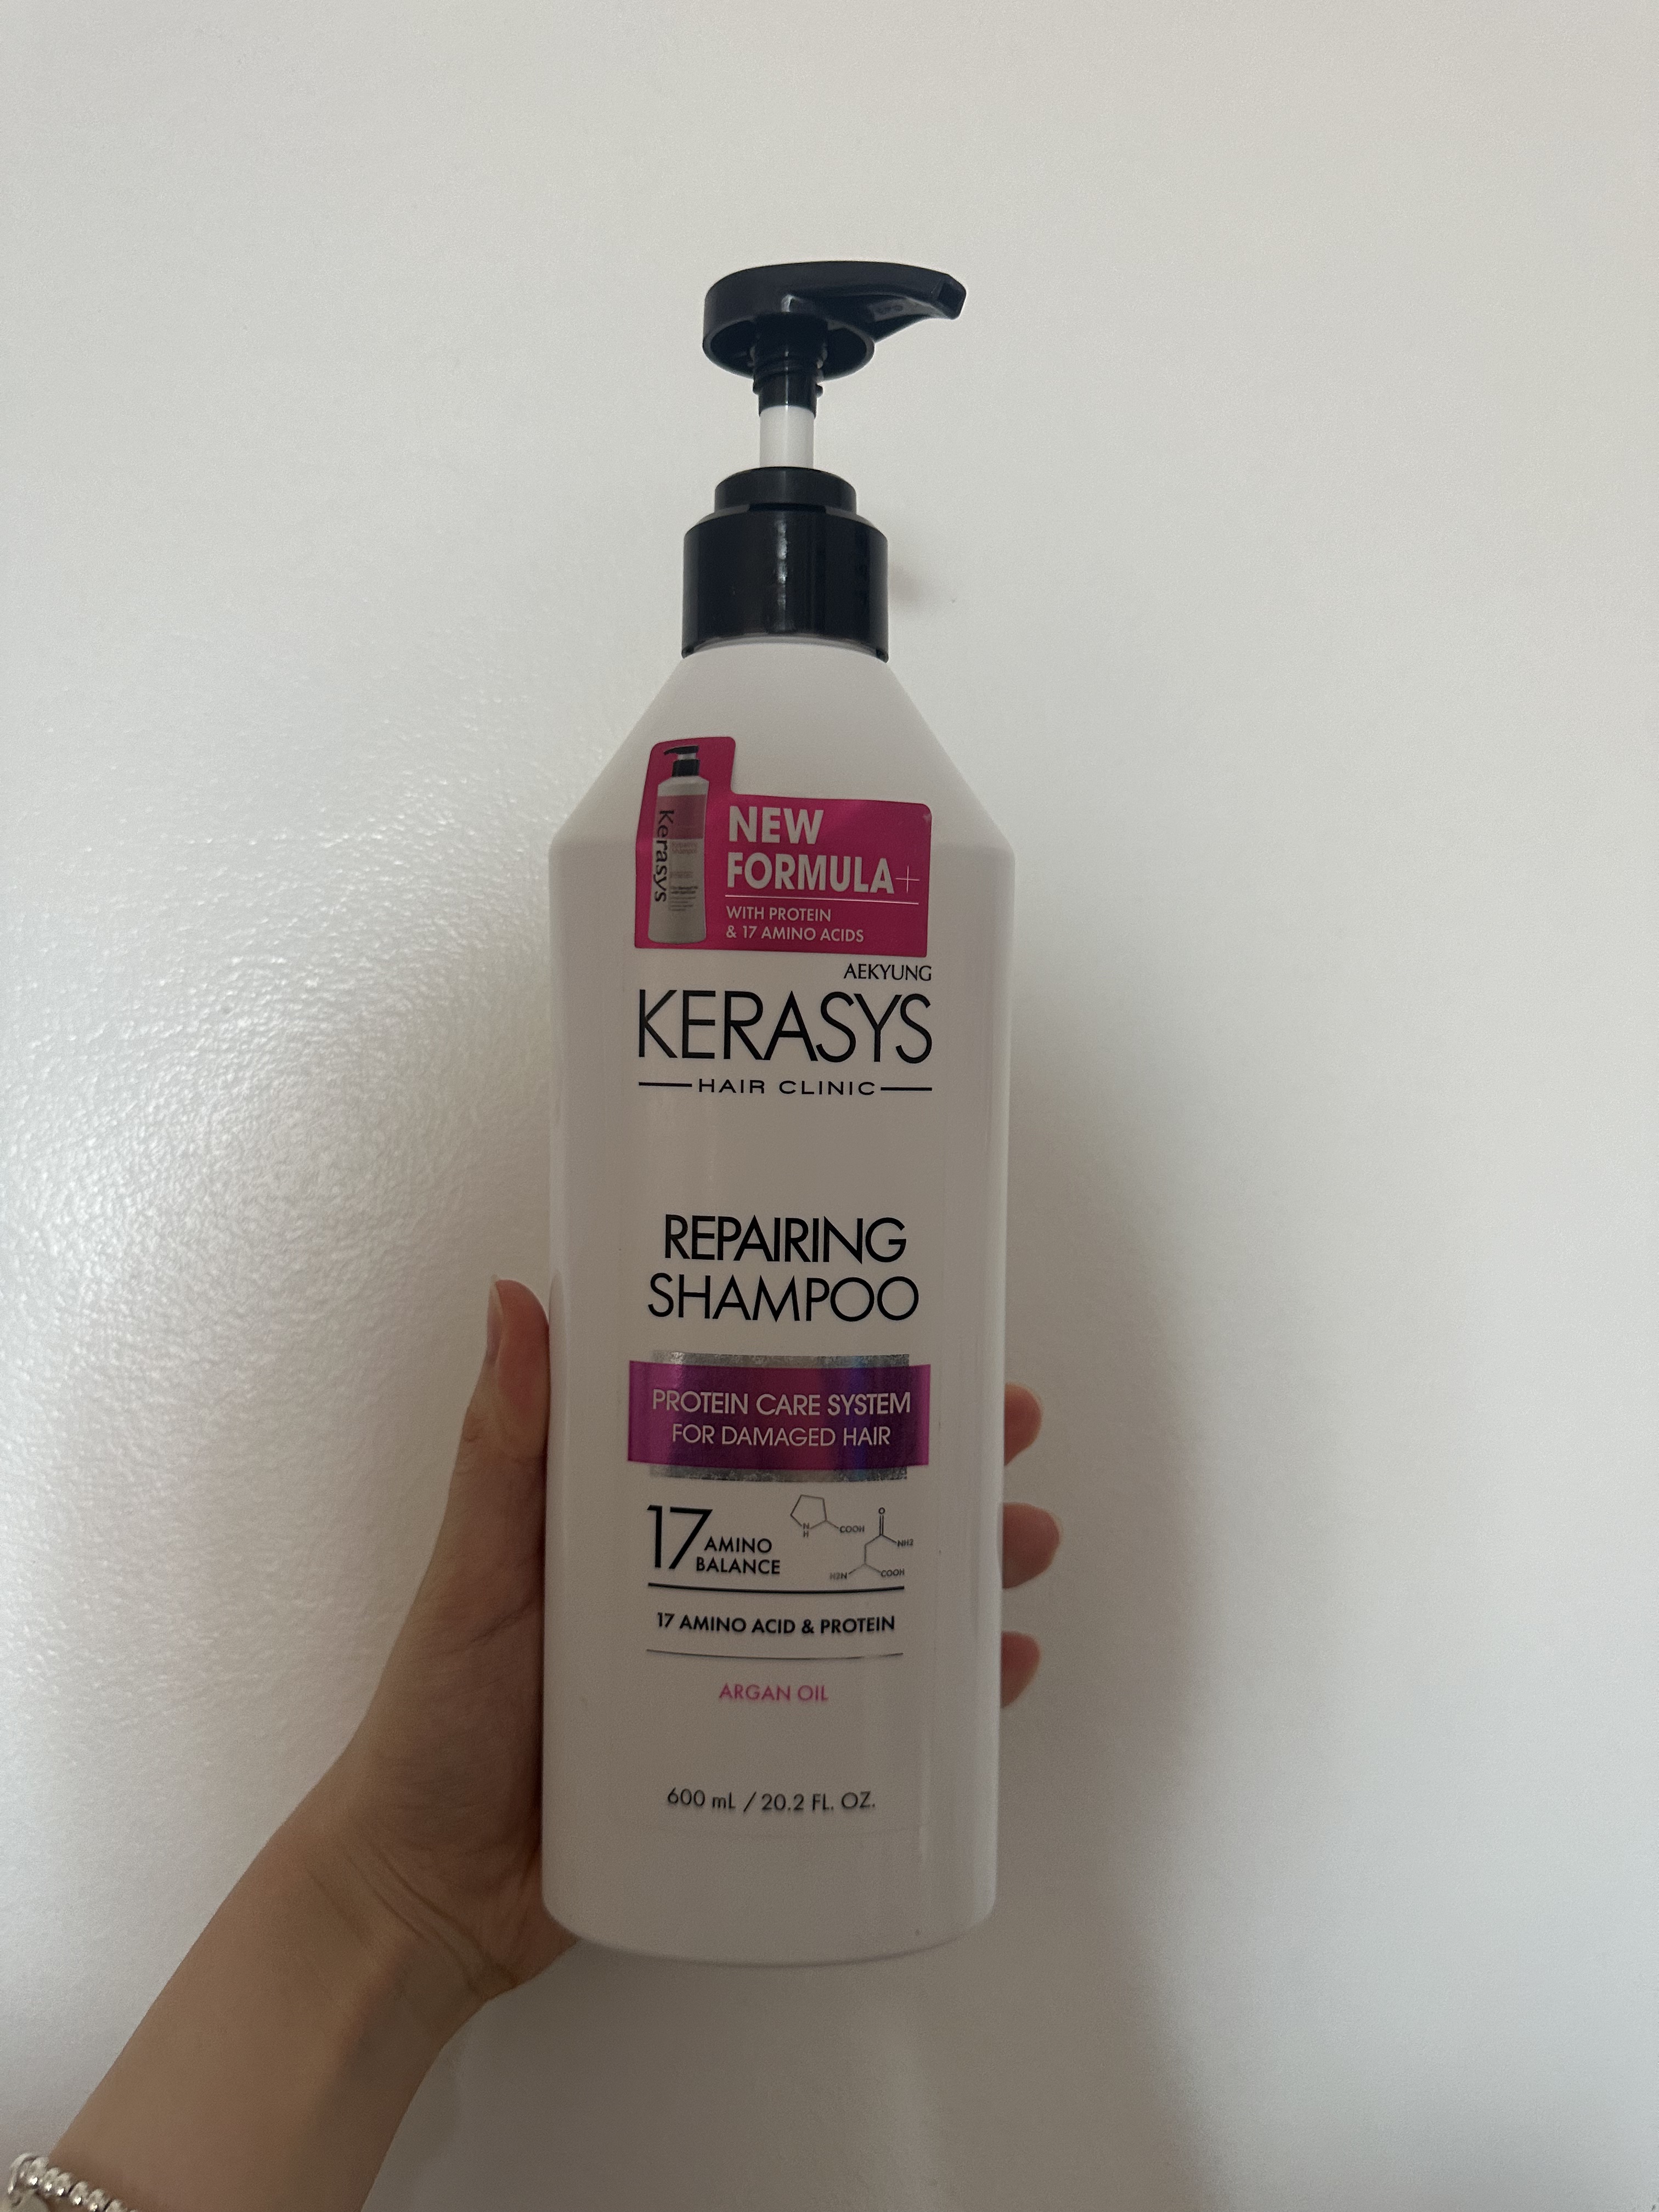 Kerasys
NEW
FORMULA+
WITH PROTEIN
& 17 AMINO ACIDS
AEKYUNG
KERASYS
HAIR CLINIC
REPAIRING
SHAMPOO
PROTEIN CARE SYSTEM
FOR DAMAGED HAIR
17 AMINO
BALANCE
N
H
COOH
O
NH2
H2N
COOH
17 AMINO ACID & PROTEIN
ARGAN OIL
600 mL / 20.2 FL. OZ.